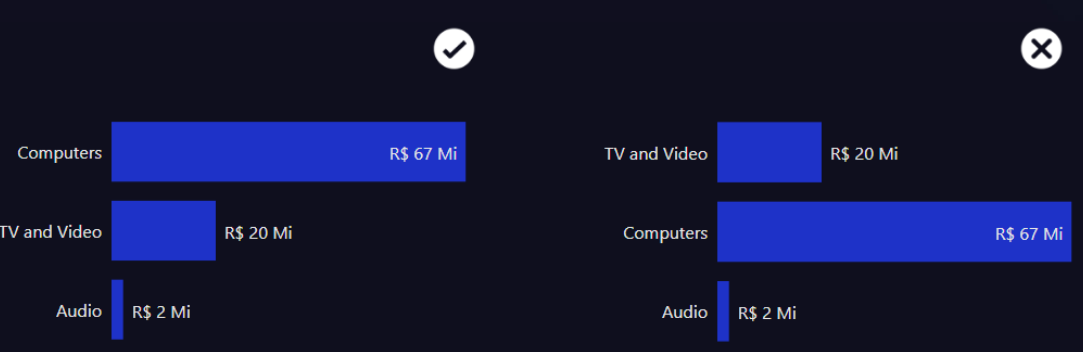 Computers R$ 67 Mi
TV and Video R$ 20 Mi
Audio R$ 2 Mi
TV and Video R$ 20 Mi
Computers R$ 67 Mi
Audio R$ 2 Mi